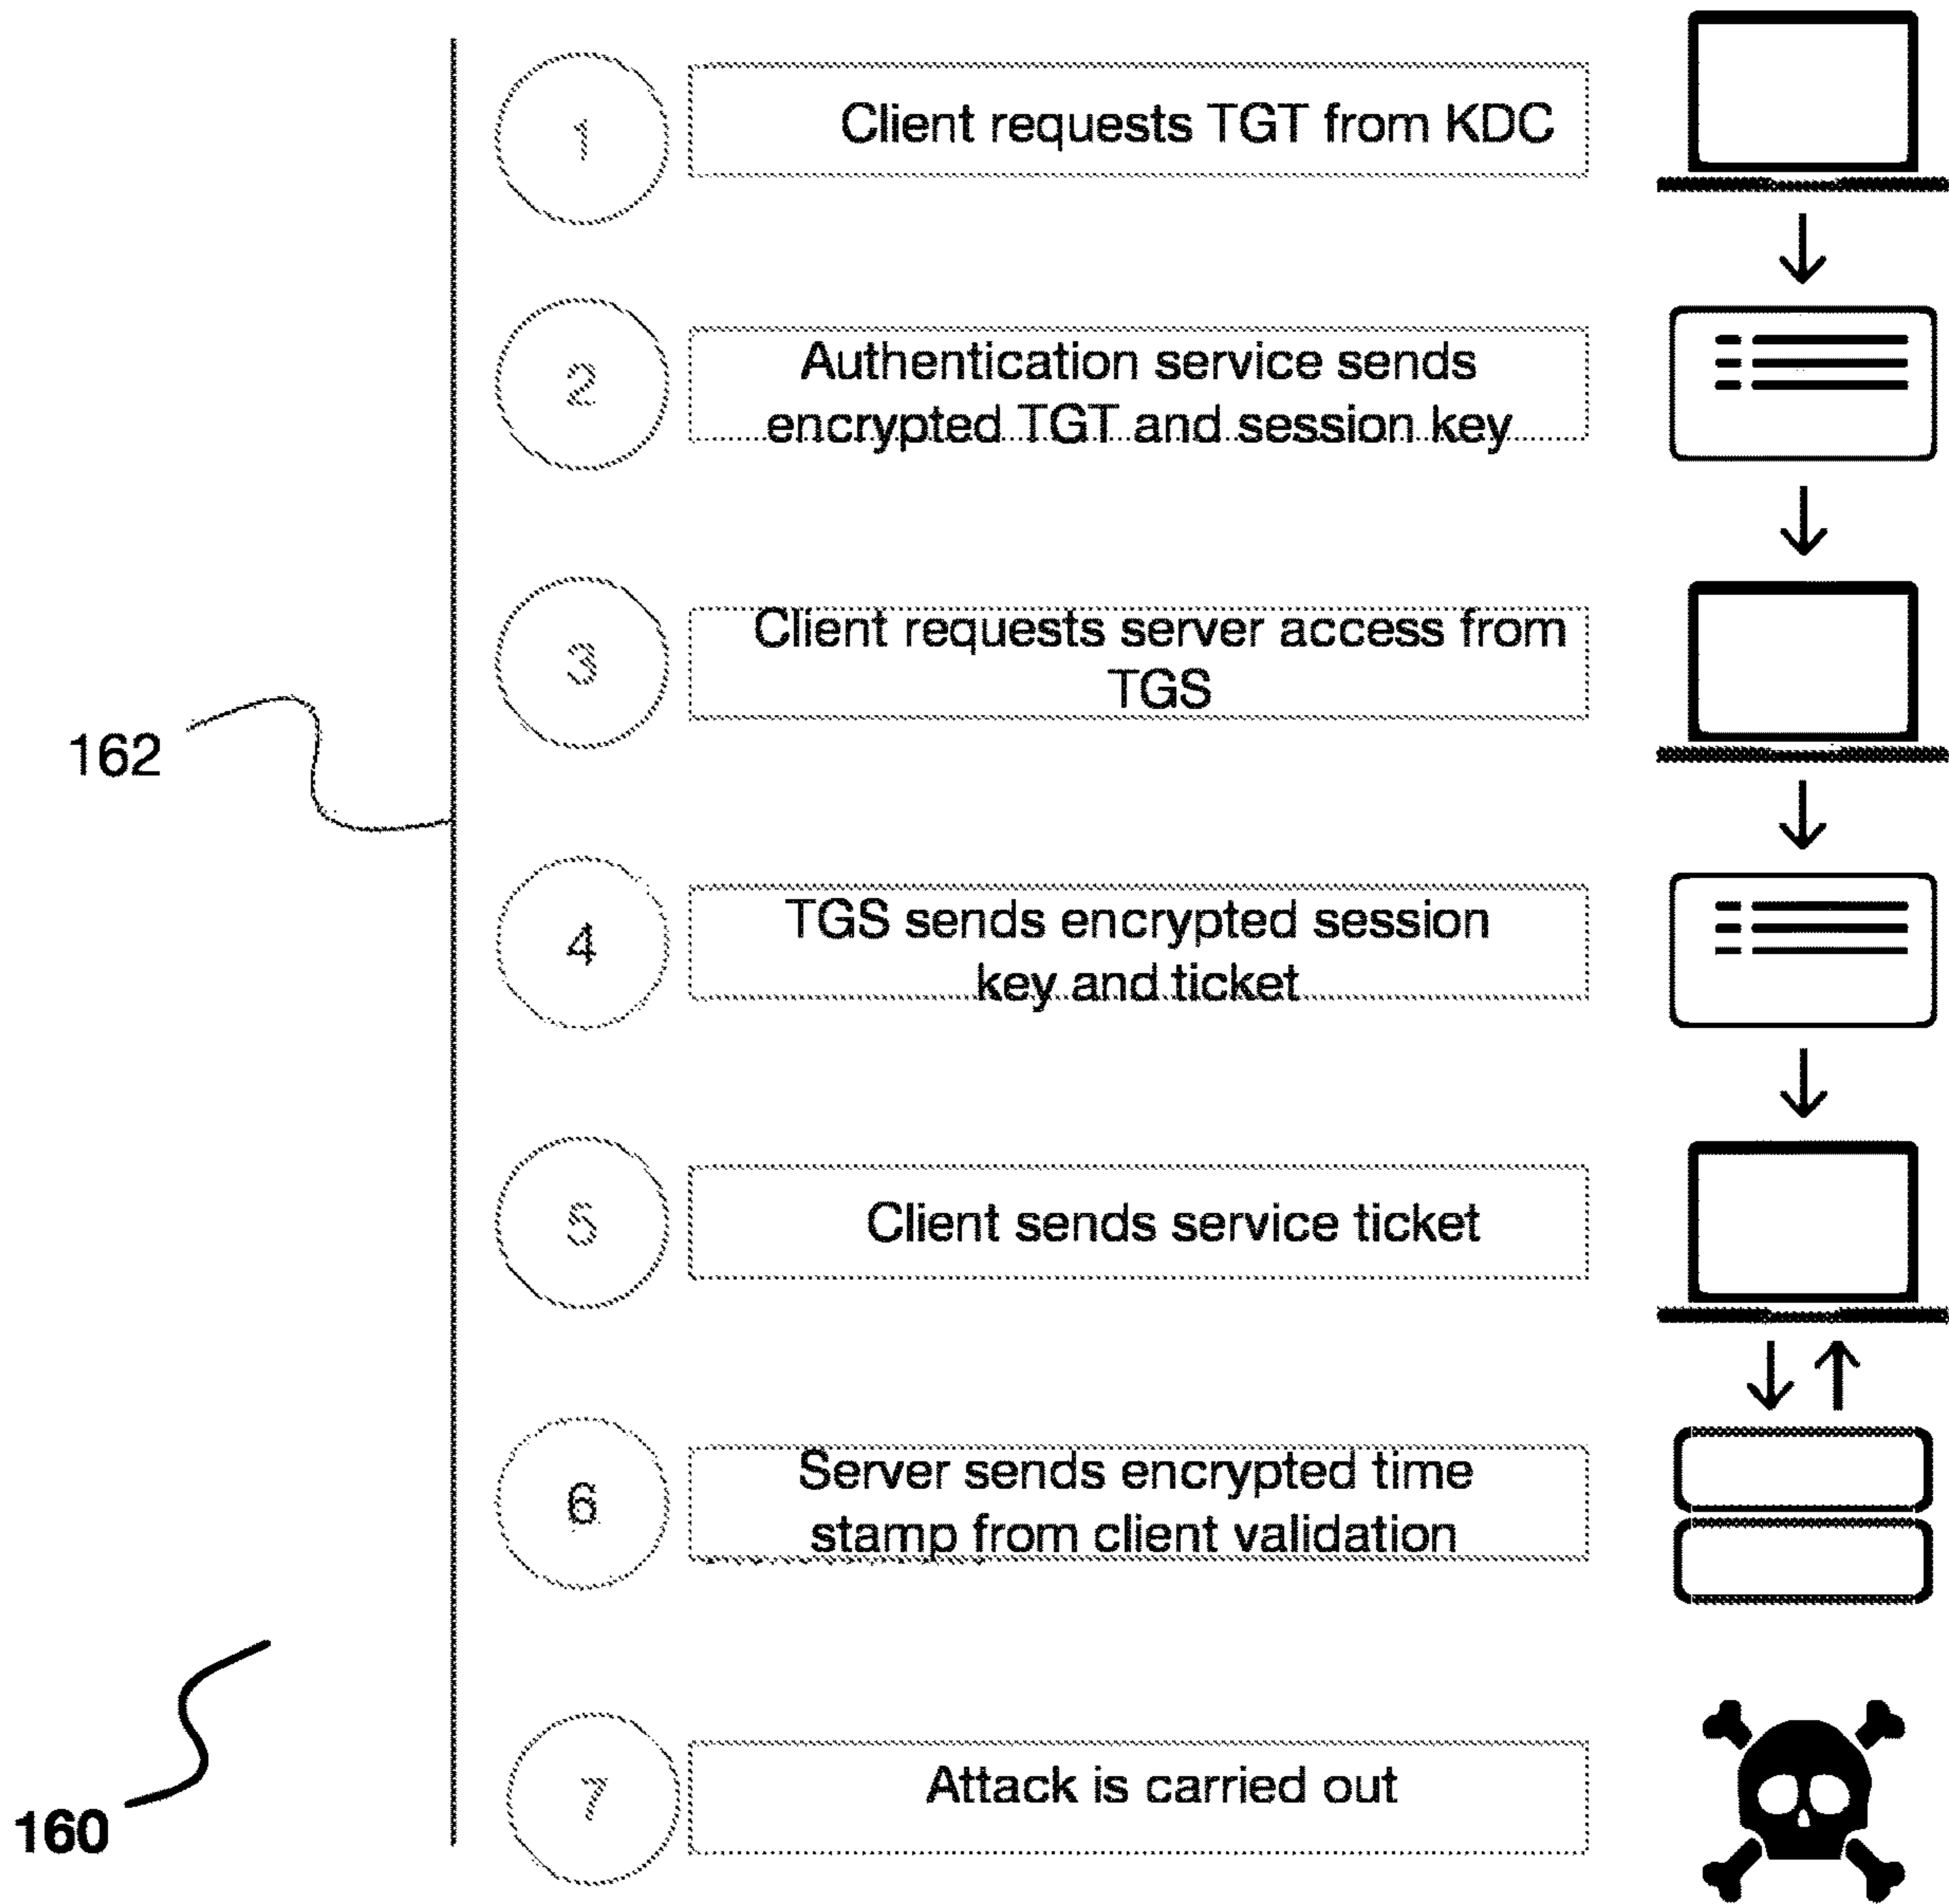 1
Client requests TGT from KDC
2
Authentication service sends
encrypted TGT and session key
3
Client requests server access from
TGS
162
4
TGS sends encrypted session
key and ticket
5
Client sends service ticket
6
Server sends encrypted time
stamp from client validation
7
Attack is carried out
160